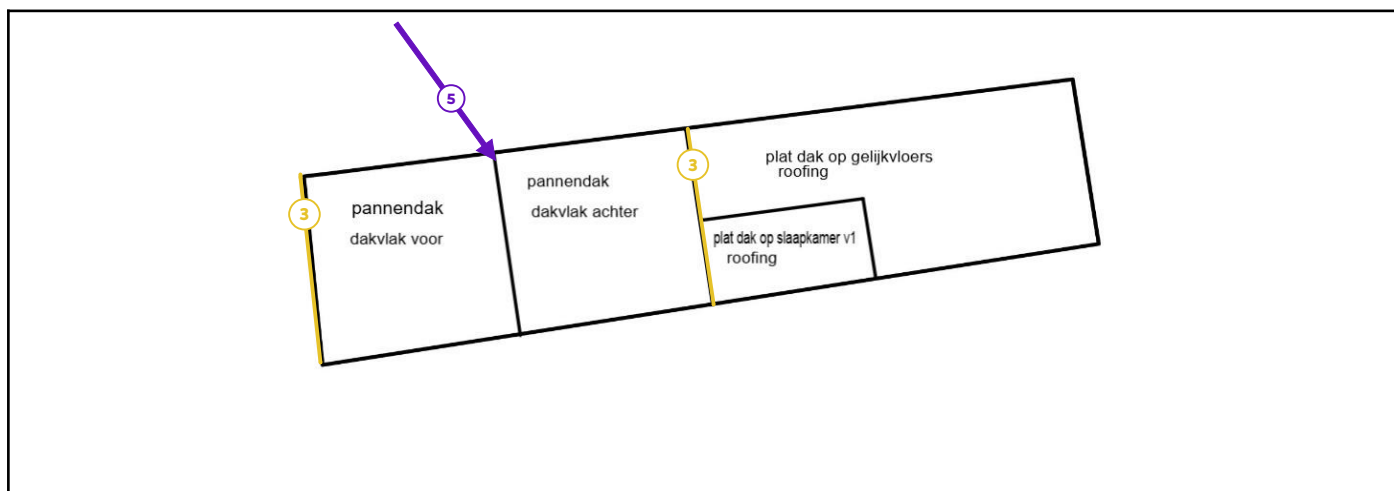 5
3
pannendak
dakvlak voor
pannendak
dakvlak achter
3
plat dak op gelijkvloers
roofing
plat dak op slaapkamer v1
roofing